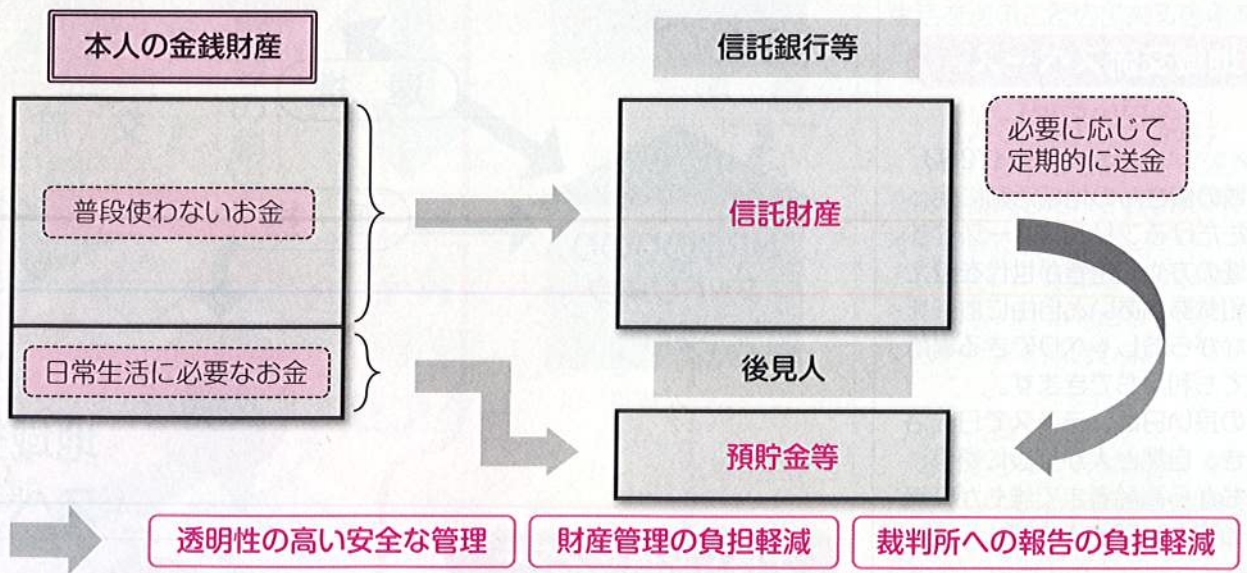 本人の金銭財産
信託銀行等
普段使わないお金
信託財産
必要に応じて
定期的に送金
日常生活に必要なお金
後見人
預貯金等
透明性の高い安全な管理
財産管理の負担軽減
裁判所への報告の負担軽減